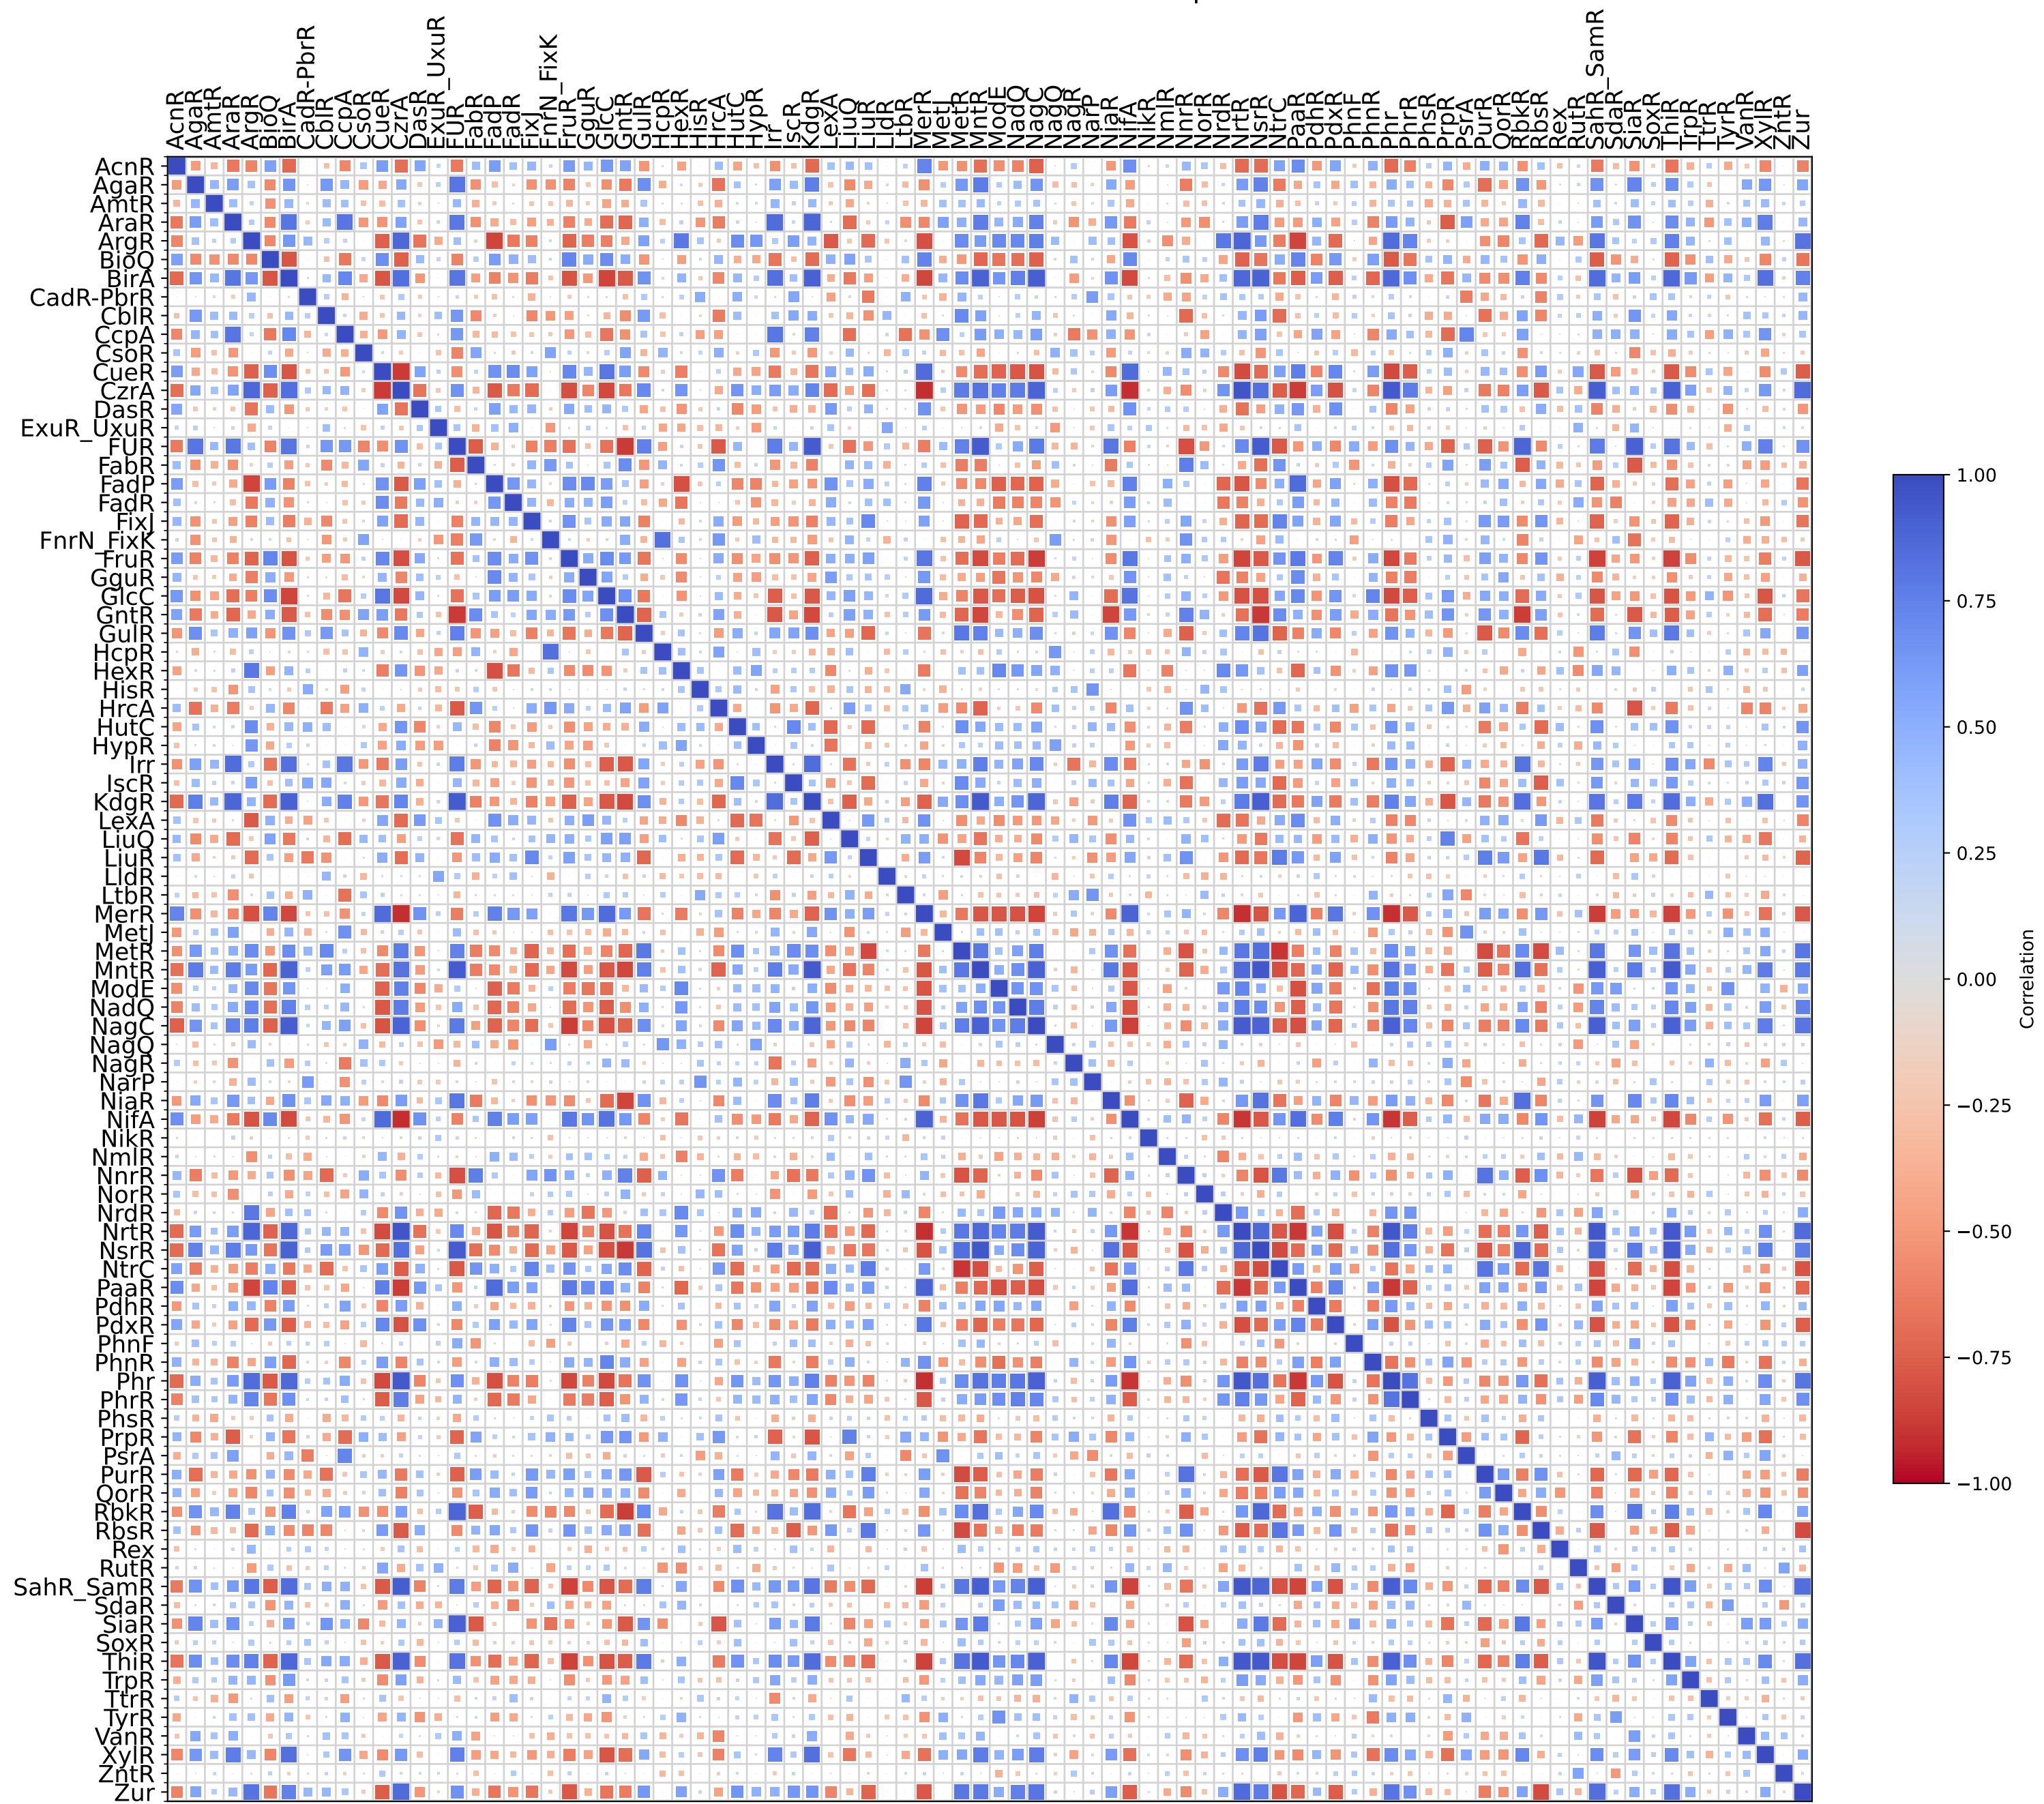 AcnR
AgaR
AmtR
AraR
ArgR
BioQ
BirA
CadR-PbrR
CblR
CcpA
CsoR
CueR
CzrA
DasR
ExuR_UxuR
FUR
FabR
FadP
FadR
FixJ
FnrN_FixK
FruR
GguR
GlcC
GntR
GulR
HcpR
HexR
HisR
HrcA
HutC
HypR
Irr
IscR
KdgR
LexA
LiuQ
LiuR
LldR
LtbR
MerR
MetJ
MetR
MntR
ModE
NadQ
NagC
NagQ
NagR
NarP
NiaR
NifA
NikR
NmlR
NnrR
NorR
NrdR
NrtR
NsrR
NtrC
PaaR
PdhR
PdxR
PhnF
PhnR
Phr
PhrR
PhsR
PrpR
PsrA
PurR
QorR
RbkR
RbsR
Rex
RutR
SahR_SamR
SdaR
SiaR
SoxR
ThiR
TrpR
TtrR
TyrR
VanR
XylR
ZntR
Zur
AcnR
AgaR
AmtR
AraR
ArgR
BioQ
BirA
CadR-PbrR
CblR
CcpA
CsoR
CueR
CzrA
DasR
ExuR_UxuR
FUR
FabR
FadP
FadR
FixJ
FnrN_FixK
FruR
GguR
GlcC
GntR
GulR
HcpR
HexR
HisR
HrcA
HutC
HypR
Irr
IscR
KdgR
LexA
LiuQ
LiuR
LldR
LtbR
MerR
MetJ
MetR
MntR
ModE
NadQ
NagC
NagQ
NagR
NarP
NiaR
NifA
NikR
NmlR
NnrR
NorR
NrdR
NrtR
NsrR
NtrC
PaaR
PdhR
PdxR
PhnF
PhnR
Phr
PhrR
PhsR
PrpR
PsrA
PurR
QorR
RbkR
RbsR
Rex
RutR
SahR_SamR
SdaR
SiaR
SoxR
ThiR
TrpR
TtrR
TyrR
VanR
XylR
ZntR
Zur
1.00
0.75
0.50
0.25
0.00
−0.25
−0.50
−0.75
−1.00
Correlation